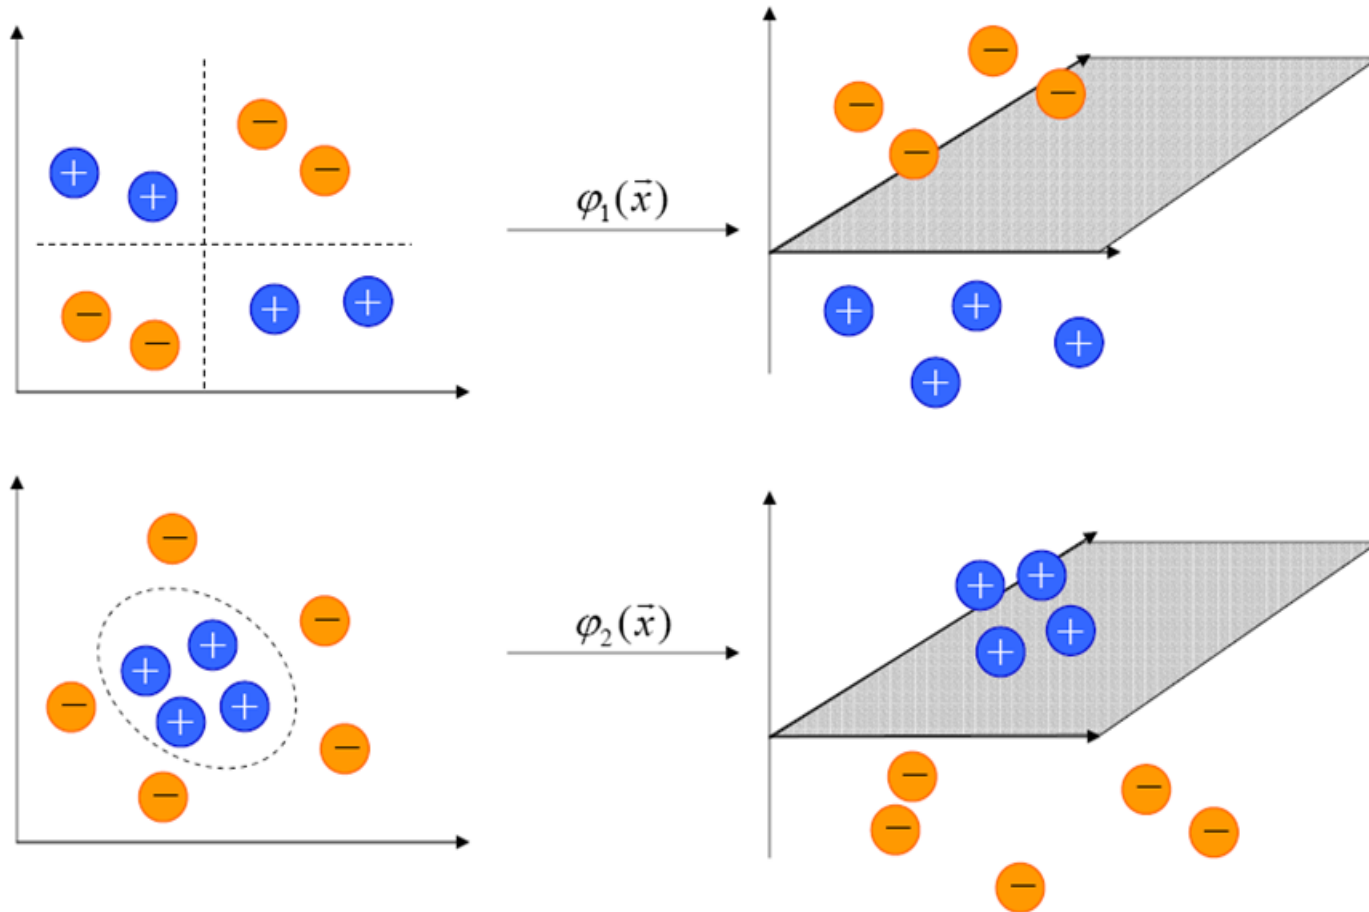 − − − −
+ + − −
φ₁(x⃗)
− − + +
+ + + +
−
− +
+ − φ₂(x⃗)
+ + + +
− + + −
−
− − − − −